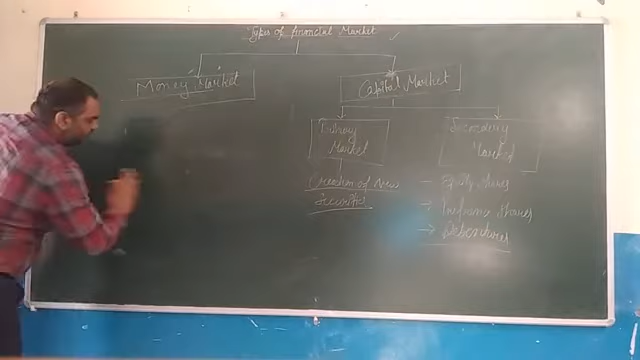 Types of financial Market
Money Market
Capital Market
Primary
Market
Secondary
Market
Creation of New
Securities
- Equity shares
→ Prefrence shares
→ Debentures